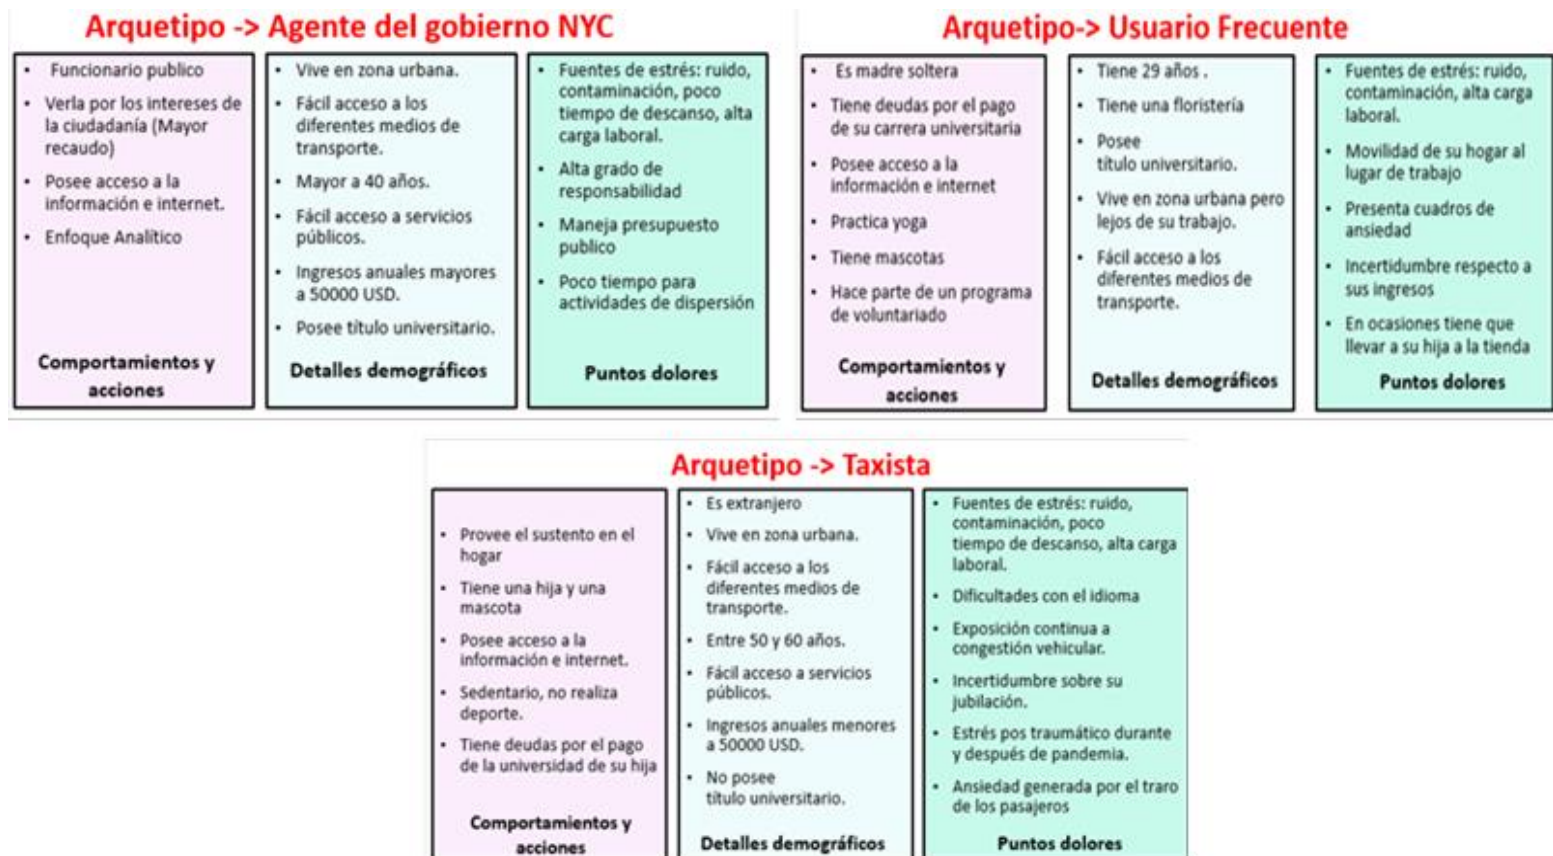 Arquetipo -> Agente del gobierno NYC
• Funcionario publico
• Verla por los intereses de
la ciudadanía (Mayor
recaudo)
• Posee acceso a la
información e internet.
• Enfoque Analítico
Comportamientos y
acciones
• Vive en zona urbana.
• Fácil acceso a los
diferentes medios de
transporte.
• Mayor a 40 años.
• Fácil acceso a servicios
públicos.
• Ingresos anuales mayores
a 50000 USD.
• Posee título universitario.
Detalles demográficos
• Fuentes de estrés: ruido,
contaminación, poco
tiempo de descanso, alta
carga laboral.
• Alta grado de
responsabilidad
• Maneja presupuesto
publico
• Poco tiempo para
actividades de dispersión
Puntos dolores
Arquetipo-> Usuario Frecuente
• Es madre soltera
• Tiene deudas por el pago
de su carrera universitaria
• Posee acceso a la
información e internet
• Practica yoga
• Tiene mascotas
• Hace parte de un programa
de voluntariado
Comportamientos y
acciones
• Tiene 29 años .
• Tiene una floristería
• Posee
título universitario.
• Vive en zona urbana pero
lejos de su trabajo.
• Fácil acceso a los
diferentes medios de
transporte.
Detalles demográficos
• Fuentes de estrés: ruido,
contaminación, alta carga
laboral.
• Movilidad de su hogar al
lugar de trabajo
• Presenta cuadros de
ansiedad
• Incertidumbre respecto a
sus ingresos
• En ocasiones tiene que
llevar a su hija a la tienda
Puntos dolores
Arquetipo -> Taxista
• Provee el sustento en el
hogar
• Tiene una hija y una
mascota
• Posee acceso a la
información e internet.
• Sedentario, no realiza
deporte.
• Tiene deudas por el pago
de la universidad de su hija
Comportamientos y
acciones
• Es extranjero
• Vive en zona urbana.
• Fácil acceso a los
diferentes medios de
transporte.
• Entre 50 y 60 años.
• Fácil acceso a servicios
públicos.
• Ingresos anuales menores
a 50000 USD.
• No posee
título universitario.
Detalles demográficos
• Fuentes de estrés: ruido,
contaminación, poco
tiempo de descanso, alta carga
laboral.
• Dificultades con el idioma
• Exposición continua a
congestión vehicular.
• Incertidumbre sobre su
jubilación.
• Estrés pos traumático durante
y después de pandemia.
• Ansiedad generada por el traro
de los pasajeros
Puntos dolores